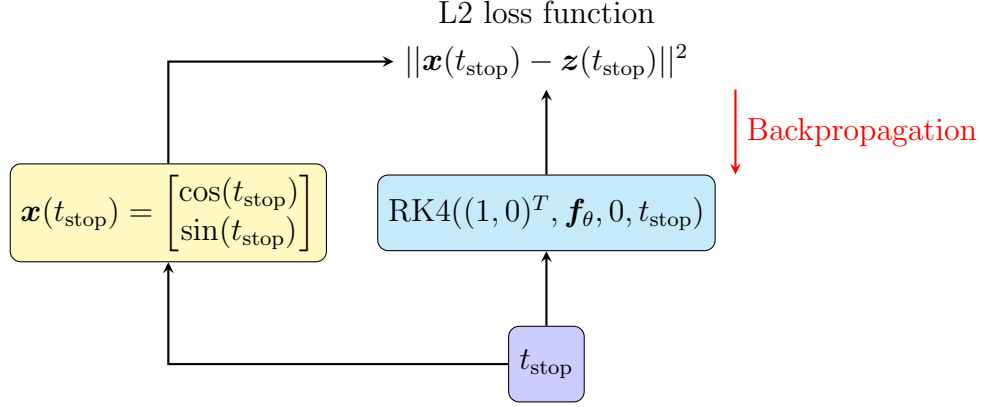 L2 loss function
||𝒙(t_stop) − 𝒛(t_stop)||²
Backpropagation
𝒙(t_stop) = [cos(t_stop) sin(t_stop)]
RK4((1, 0)^T, 𝒇_θ, 0, t_stop)
t_stop